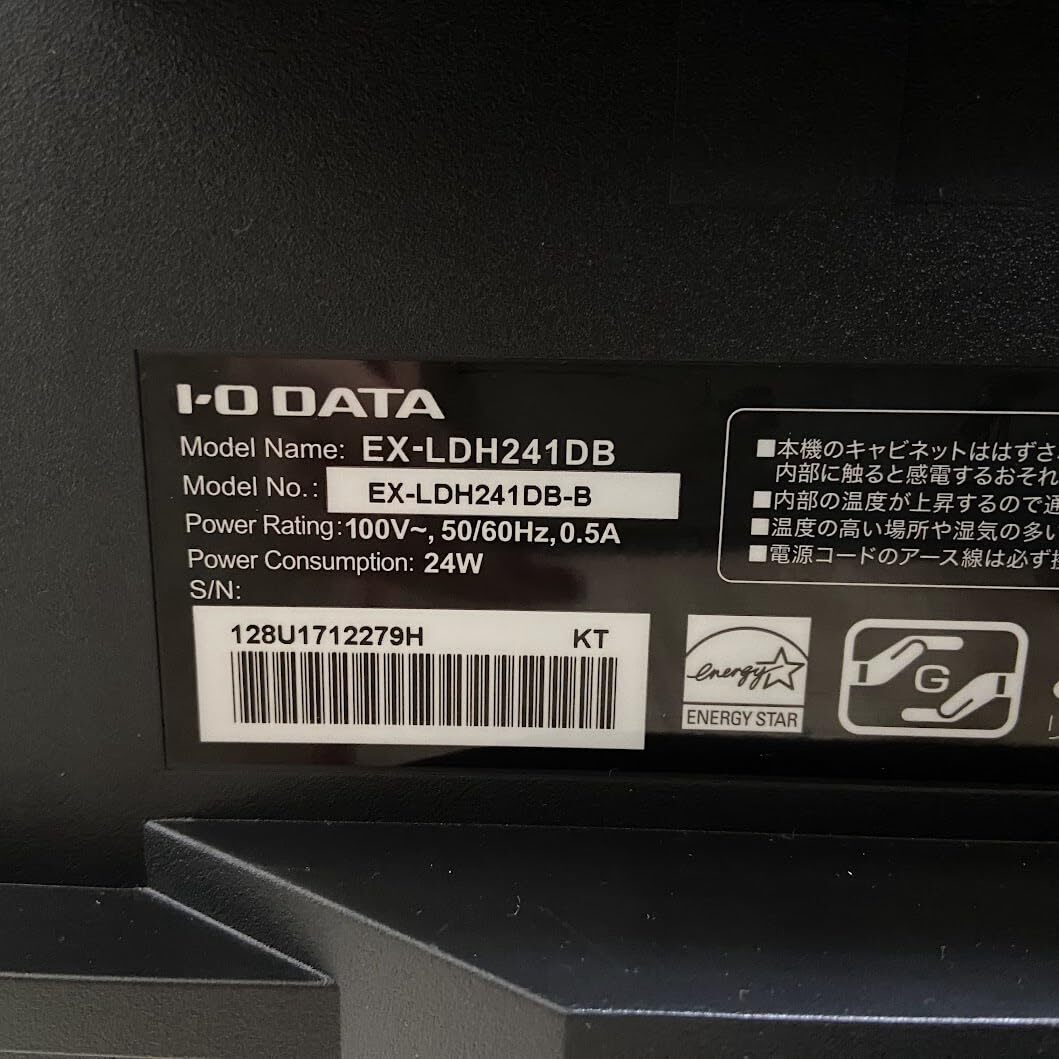 I-O DATA
Model Name: EX-LDH241DB
Model No.: EX-LDH241DB-B
Power Rating: 100V~, 50/60Hz, 0.5A
Power Consumption: 24W
S/N:
128U1712279H KT
■本機のキャビネットははずさ
内部に触ると感電するおそれ
■内部の温度が上昇するので通
■温度の高い場所や湿気の多い
■電源コードのアース線は必ず接
energy
ENERGY STAR
G